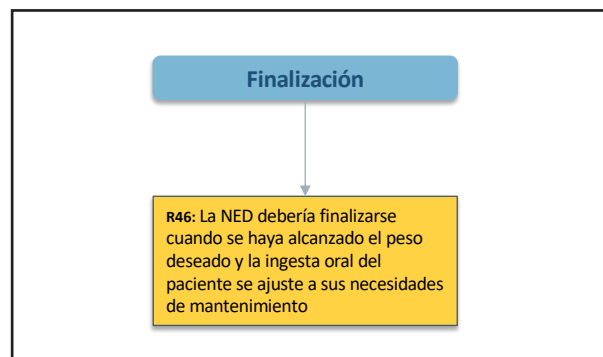 Finalización
R46: La NED debería finalizarse
cuando se haya alcanzado el peso
deseado y la ingesta oral del
paciente se ajuste a sus necesidades
de mantenimiento